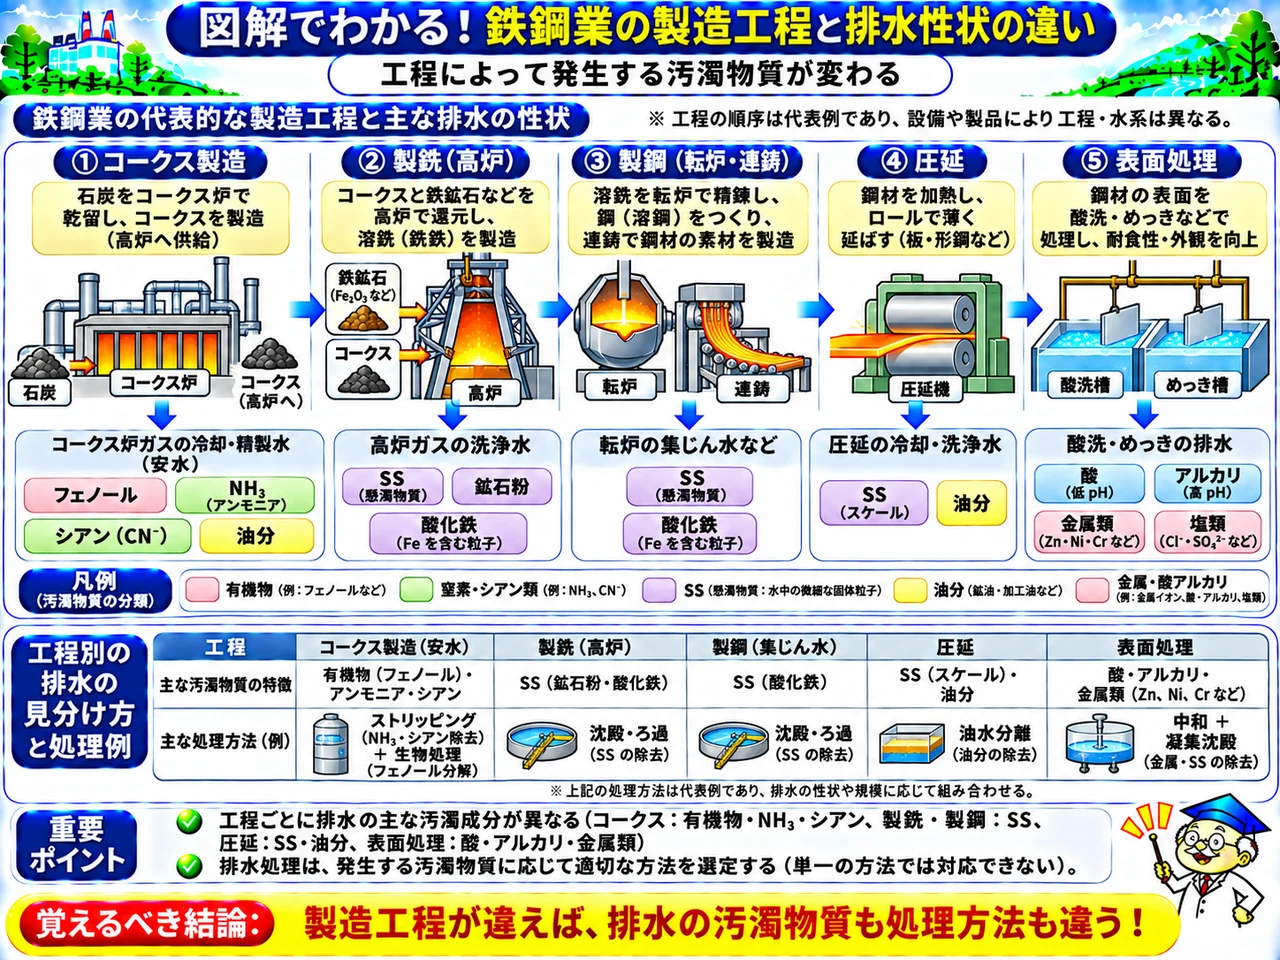 図解でわかる！鉄鋼業の製造工程と排水性状の違い
工程によって発生する汚濁物質が変わる
鉄鋼業の代表的な製造工程と主な排水の性状
※ 工程の順序は代表例であり、設備や製品により工程・水系は異なる。
① コークス製造
石炭をコークス炉で
乾留し、コークスを製造
（高炉へ供給）
石炭
コークス炉
コークス
（高炉へ）
② 製銑（高炉）
コークスと鉄鉱石などを
高炉で還元し、
溶銑（銑鉄）を製造
鉄鉱石
（Fe₂O₃ など）
コークス
高炉
③ 製鋼（転炉・連鋳）
溶銑を転炉で精錬し、
鋼（溶鋼）をつくり、
連鋳で鋼材の素材を製造
転炉
連鋳
④ 圧延
鋼材を加熱し、
ロールで薄く
延ばす（板・形鋼など）
圧延機
⑤ 表面処理
鋼材の表面を
酸洗・めっきなどで
処理し、耐食性・外観を向上
酸洗槽
めっき槽
コークス炉ガスの冷却・精製水
（安水）
フェノール
NH₃
（アンモニア）
シアン（CN⁻）
油分
高炉ガスの洗浄水
SS
（懸濁物質）
鉱石粉
酸化鉄
（Fe を含む粒子）
転炉の集じん水など
SS
（懸濁物質）
酸化鉄
（Fe を含む粒子）
圧延の冷却・洗浄水
SS
（スケール）
油分
酸洗・めっきの排水
酸
（低 pH）
アルカリ
（高 pH）
金属類
（Zn・Ni・Cr など）
塩類
（Cl⁻・SO₄²⁻ など）
凡例
（汚濁物質の分類）
有機物（例：フェノールなど）
窒素・シアン類（例：NH₃、CN⁻）
SS（懸濁物質：水中の微細な固体粒子）
油分（鉱油・加工油など）
金属・酸アルカリ
（例：金属イオン、酸・アルカリ、塩類）
工程別の
排水の
見分け方
と処理例
工程
コークス製造（安水）
製銑（高炉）
製鋼（集じん水）
圧延
表面処理
主な汚濁物質の特徴
有機物（フェノール）・
アンモニア・シアン
SS（鉱石粉・酸化鉄）
SS（酸化鉄）
SS（スケール）・
油分
酸・アルカリ・
金属類（Zn、Ni、Cr など）
主な処理方法（例）
ストリッピング
（NH₃・シアン除去）
＋ 生物処理
（フェノール分解）
沈殿・ろ過
（SS の除去）
沈殿・ろ過
（SS の除去）
油水分離
（油分の除去）
中和 ＋
凝集沈殿
（金属・SS の除去）
※ 上記の処理方法は代表例であり、排水の性状や規模に応じて組み合わせる。
重要
ポイント
工程ごとに排水の主な汚濁成分が異なる（コークス：有機物・NH₃・シアン、製銑・製鋼：SS、
圧延：SS・油分、表面処理：酸・アルカリ・金属類）
排水処理は、発生する汚濁物質に応じて適切な方法を選定する（単一の方法では対応できない）。
覚えるべき結論：
製造工程が違えば、排水の汚濁物質も処理方法も違う！